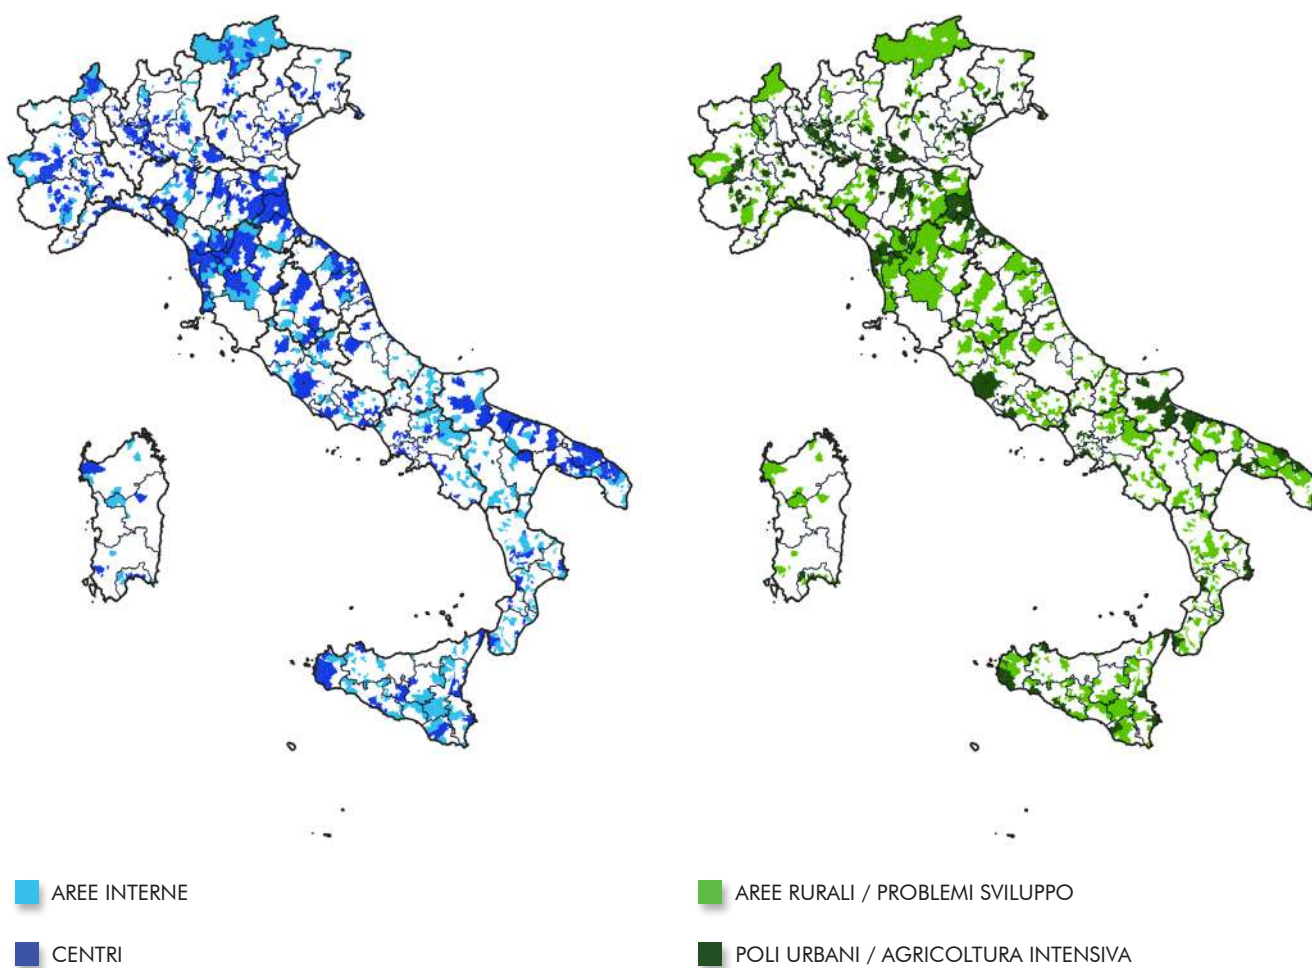 AREE INTERNE
AREE RURALI / PROBLEMI SVILUPPO
CENTRI
POLI URBANI / AGRICOLTURA INTENSIVA